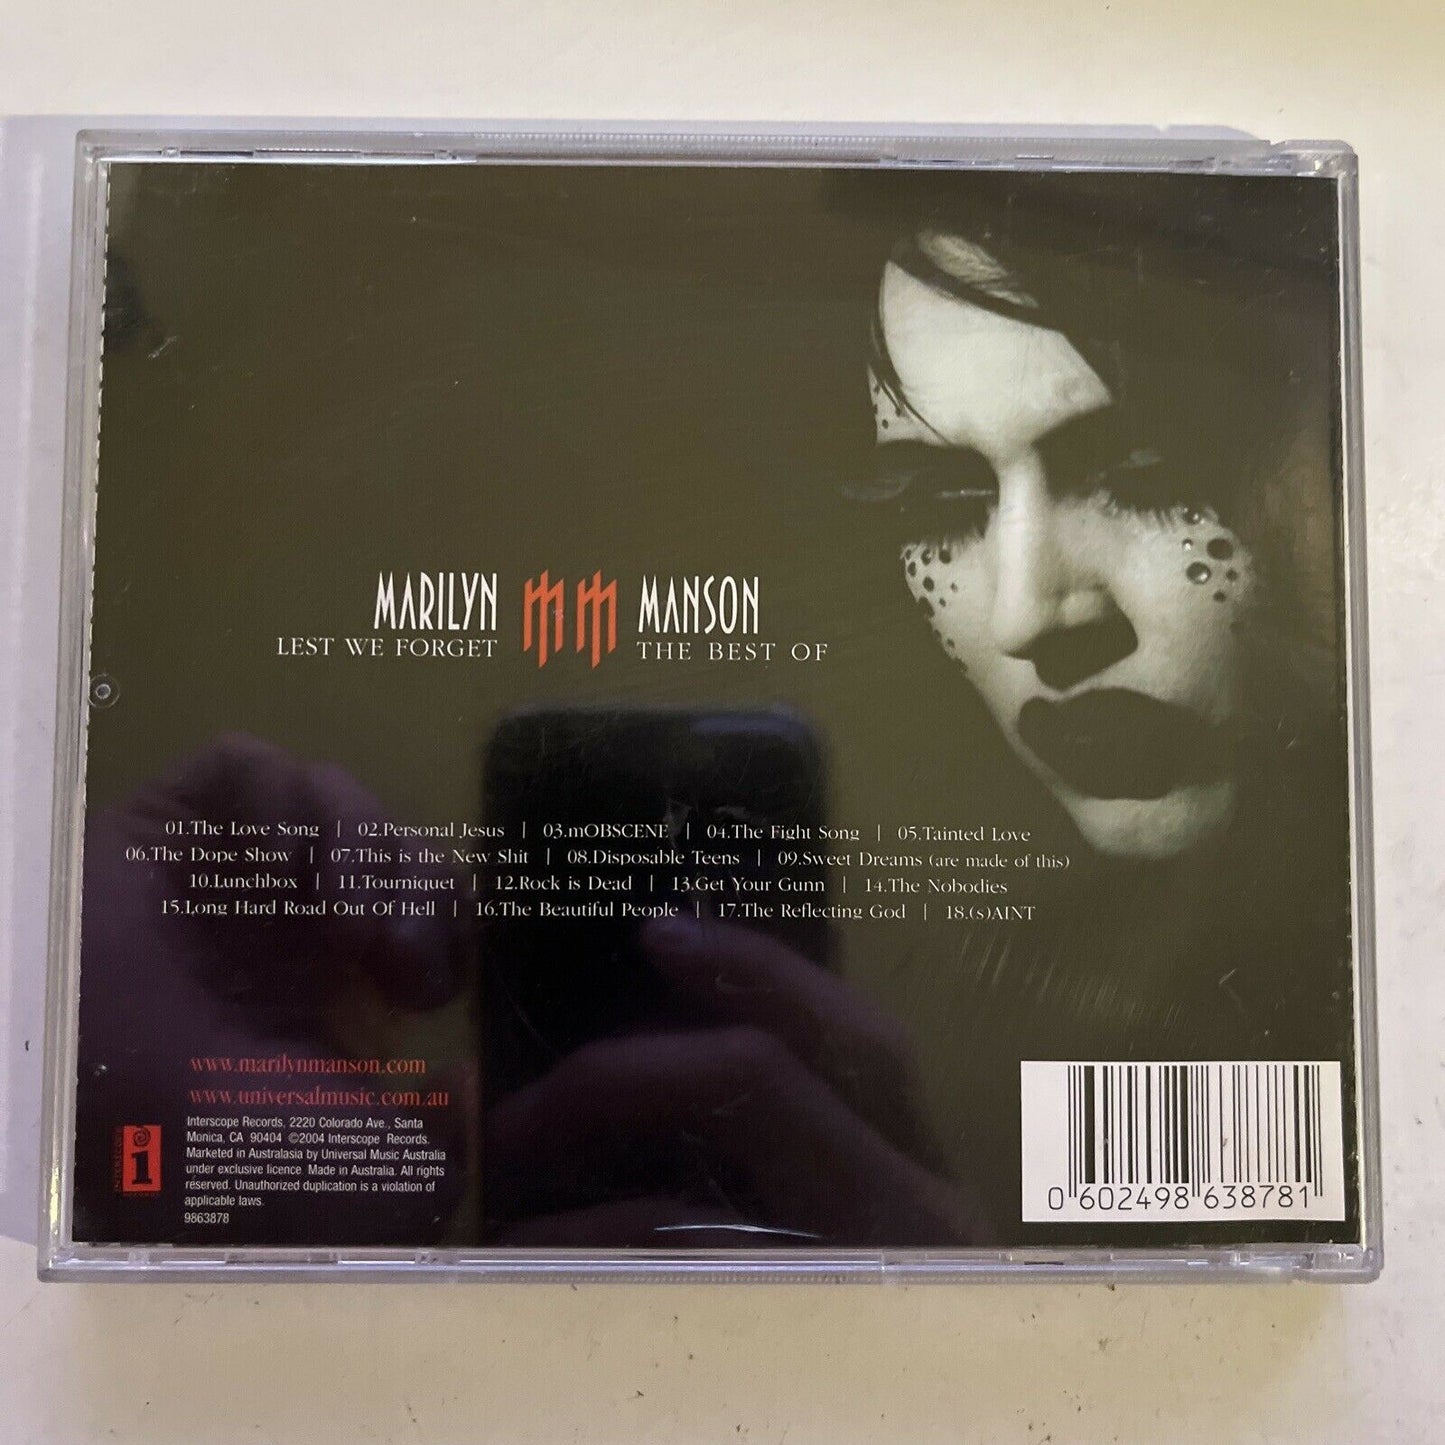 MARILYN MANSON
LEST WE FORGET THE BEST OF
01.The Love Song | 02.Personal Jesus | 03.mOBSCENE | 04.The Fight Song | 05.Tainted Love
06.The Dope Show | 07.This is the New Shit | 08.Disposable Teens | 09.Sweet Dreams (are made of this)
10.Lunchbox | 11.Tourniquet | 12.Rock is Dead | 13.Get Your Gunn | 14.The Nobodies
15.Long Hard Road Out Of Hell | 16.The Beautiful People | 17.The Reflecting God | 18.(s)AINT
www.marilynmanson.com
www.universalmusic.com.au
Interscope Records, 2220 Colorado Ave., Santa
Monica, CA 90404 ©2004 Interscope Records.
Marketed in Australasia by Universal Music Australia
under exclusive licence. Made in Australia. All rights
reserved. Unauthorized duplication is a violation of
applicable laws.
9863878
i
0 602498 638781